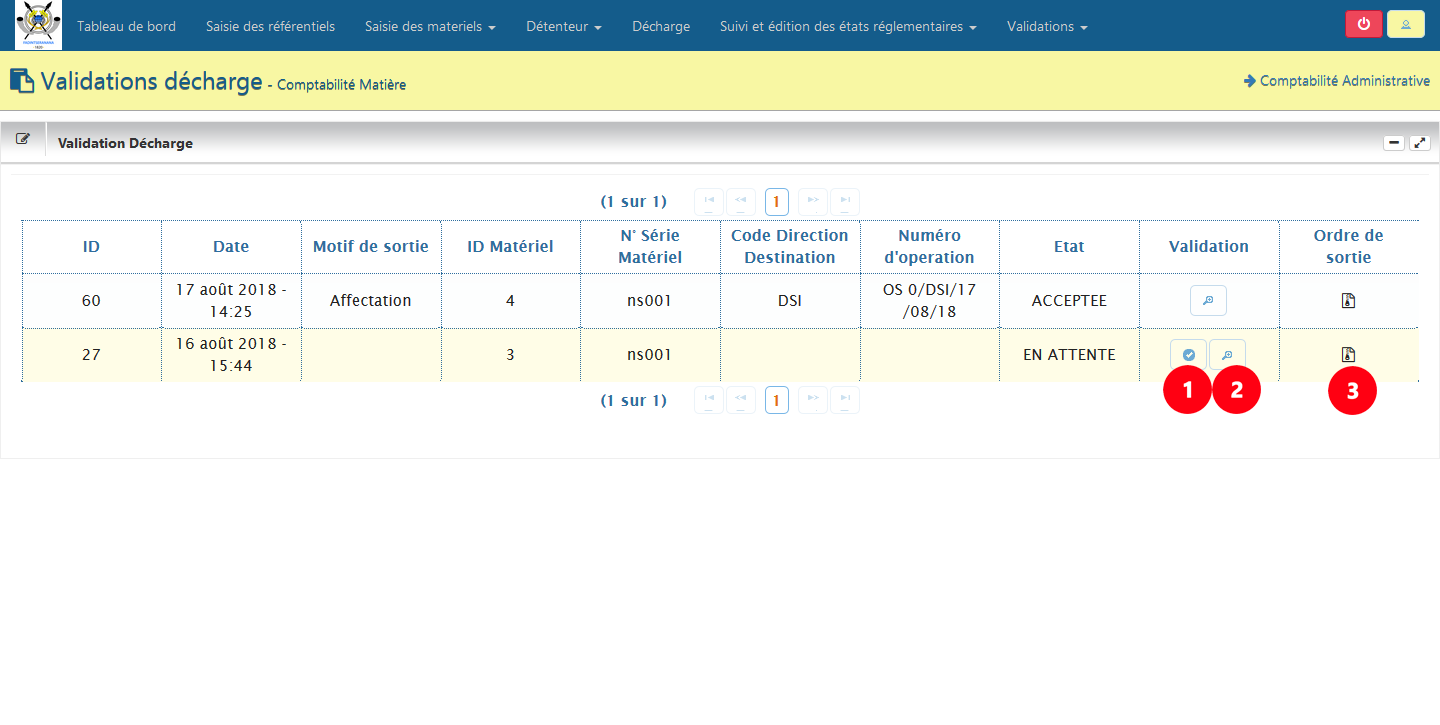 Tableau de bord Saisie des référentiels Saisie des materiels Détenteur Décharge Suivi et édition des états réglementaires Validations
Validations décharge - Comptabilité Matière
Comptabilité Administrative
Validation Décharge
(1 sur 1) 1
ID Date Motif de sortie ID Matériel N° Série Matériel Code Direction Destination Numéro d'operation Etat Validation Ordre de sortie
60 17 août 2018 - 14:25 Affectation 4 ns001 DSI OS 0/DSI/17 /08/18 ACCEPTEE
27 16 août 2018 - 15:44 3 ns001 EN ATTENTE
1 2 3
(1 sur 1) 1